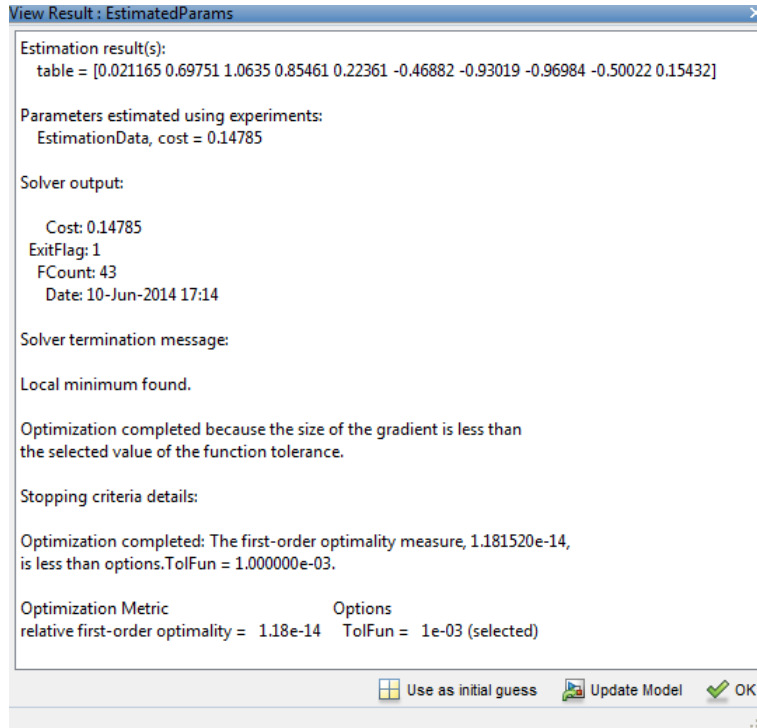 View Result : EstimatedParams
Estimation result(s):
table = [0.021165 0.69751 1.0635 0.85461 0.22361 -0.46882 -0.93019 -0.96984 -0.50022 0.15432]
Parameters estimated using experiments:
EstimationData, cost = 0.14785
Solver output:
Cost: 0.14785
ExitFlag: 1
FCount: 43
Date: 10-Jun-2014 17:14
Solver termination message:
Local minimum found.
Optimization completed because the size of the gradient is less than
the selected value of the function tolerance.
Stopping criteria details:
Optimization completed: The first-order optimality measure, 1.181520e-14,
is less than options.TolFun = 1.000000e-03.
Optimization Metric Options
relative first-order optimality = 1.18e-14 TolFun = 1e-03 (selected)
Use as initial guess Update Model OK